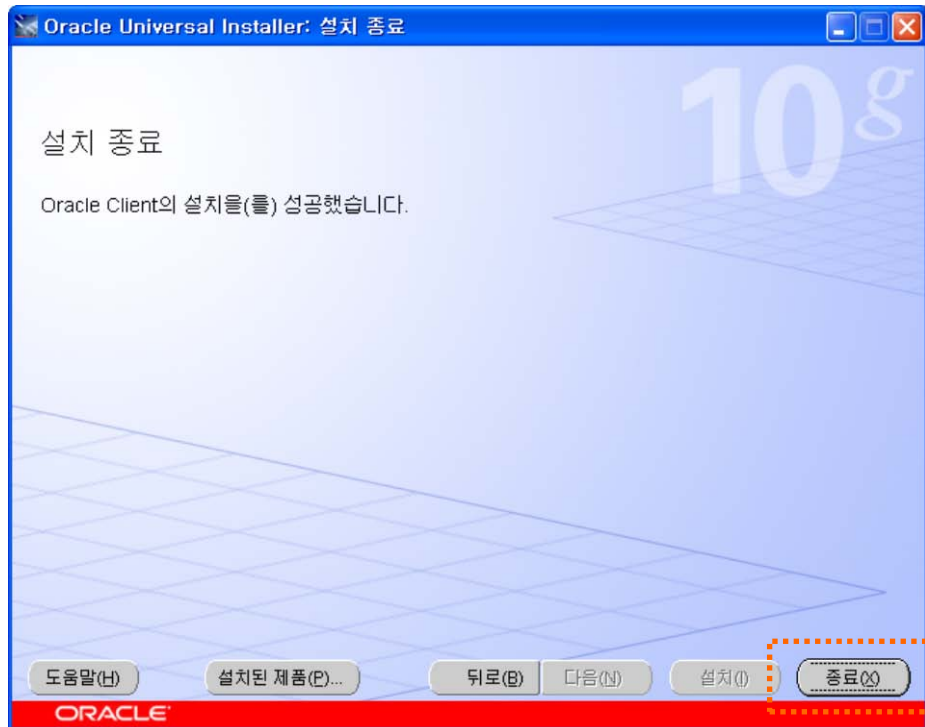 Oracle Universal Installer: 설치 종료
10g
설치 종료
Oracle Client의 설치을(를) 성공했습니다.
도움말(H) 설치된 제품(P)... 뒤로(B) 다음(N) 설치(I) 종료(X)
ORACLE